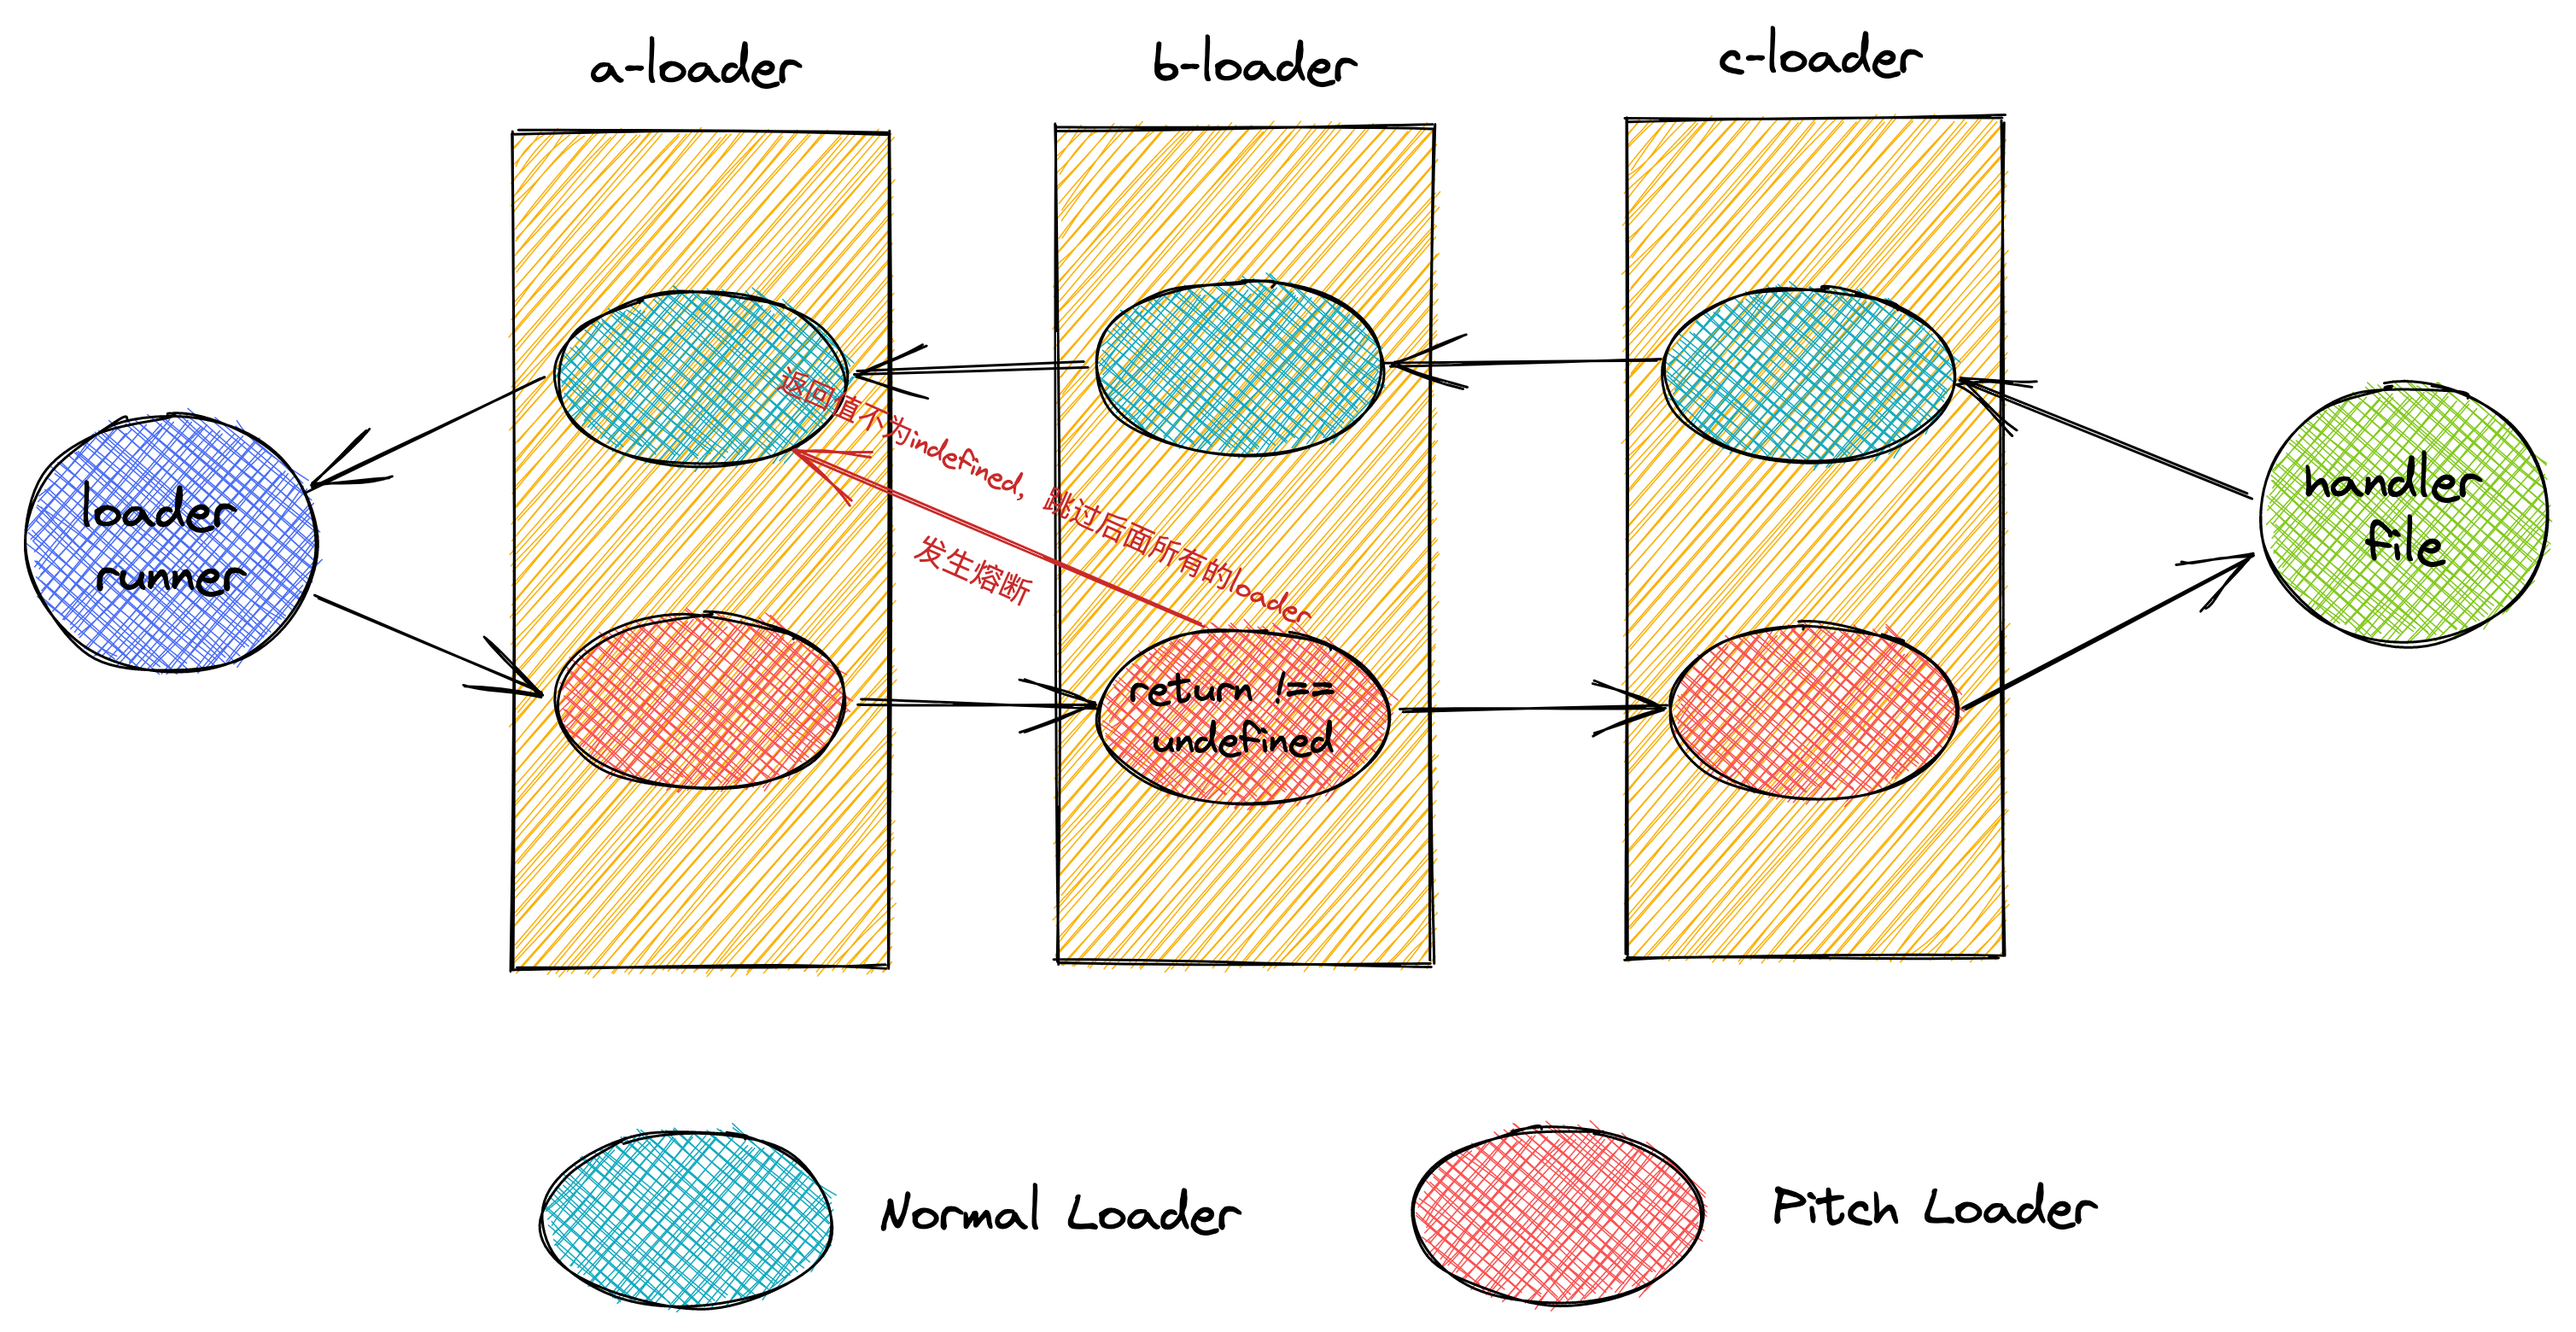 a-loader
b-loader
c-loader
loader
runner
返回值不为indefined，跳过后面所有的loader
发生熔断
return !==
undefined
handler
file
Normal Loader
Pitch Loader